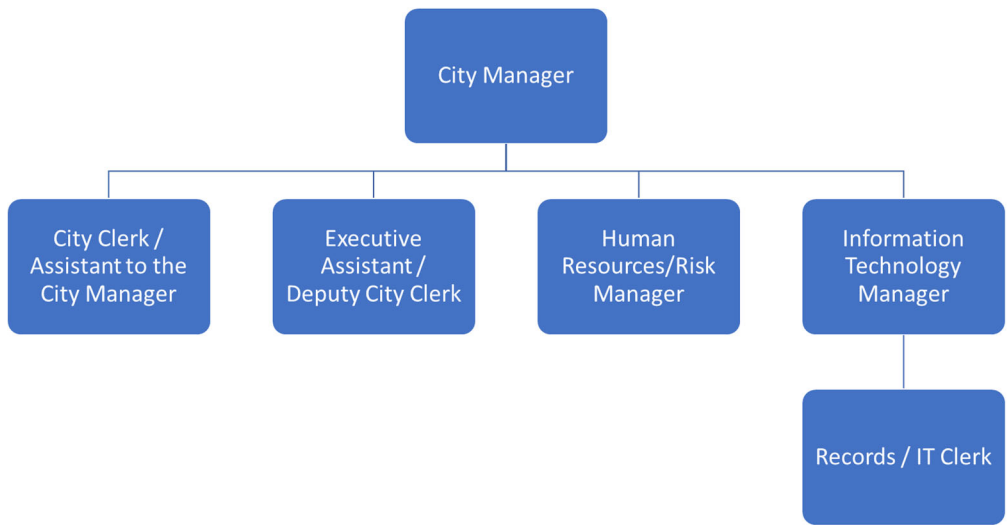 City Manager
City Clerk /
Assistant to the
City Manager
Executive
Assistant /
Deputy City Clerk
Human
Resources/Risk
Manager
Information
Technology
Manager
Records / IT Clerk